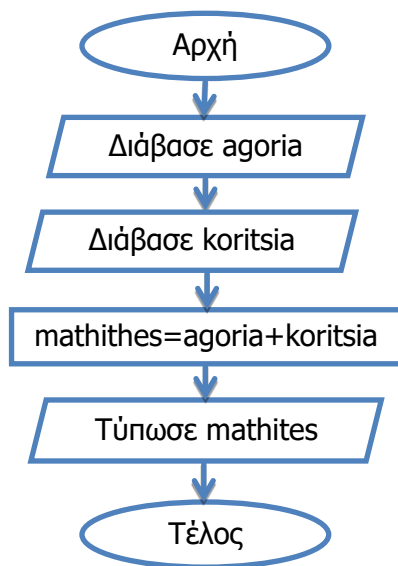 Αρχή
Διάβασε agoria
Διάβασε koritsia
mathithes=agoria+koritsia
Τύπωσε mathites
Τέλος